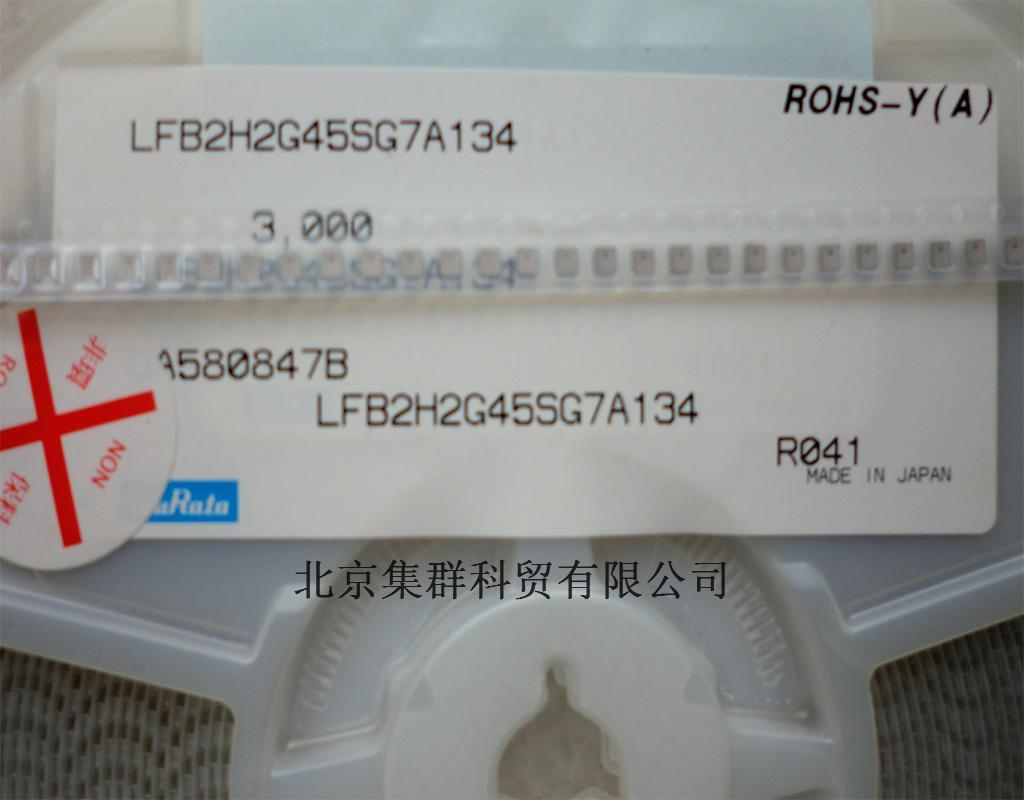 ROHS-Y(A)
LFB2H2G45SG7A134
3,000
A580847B
LFB2H2G45SG7A134
R041
MADE IN JAPAN
muRata
NON
北京集群科贸有限公司